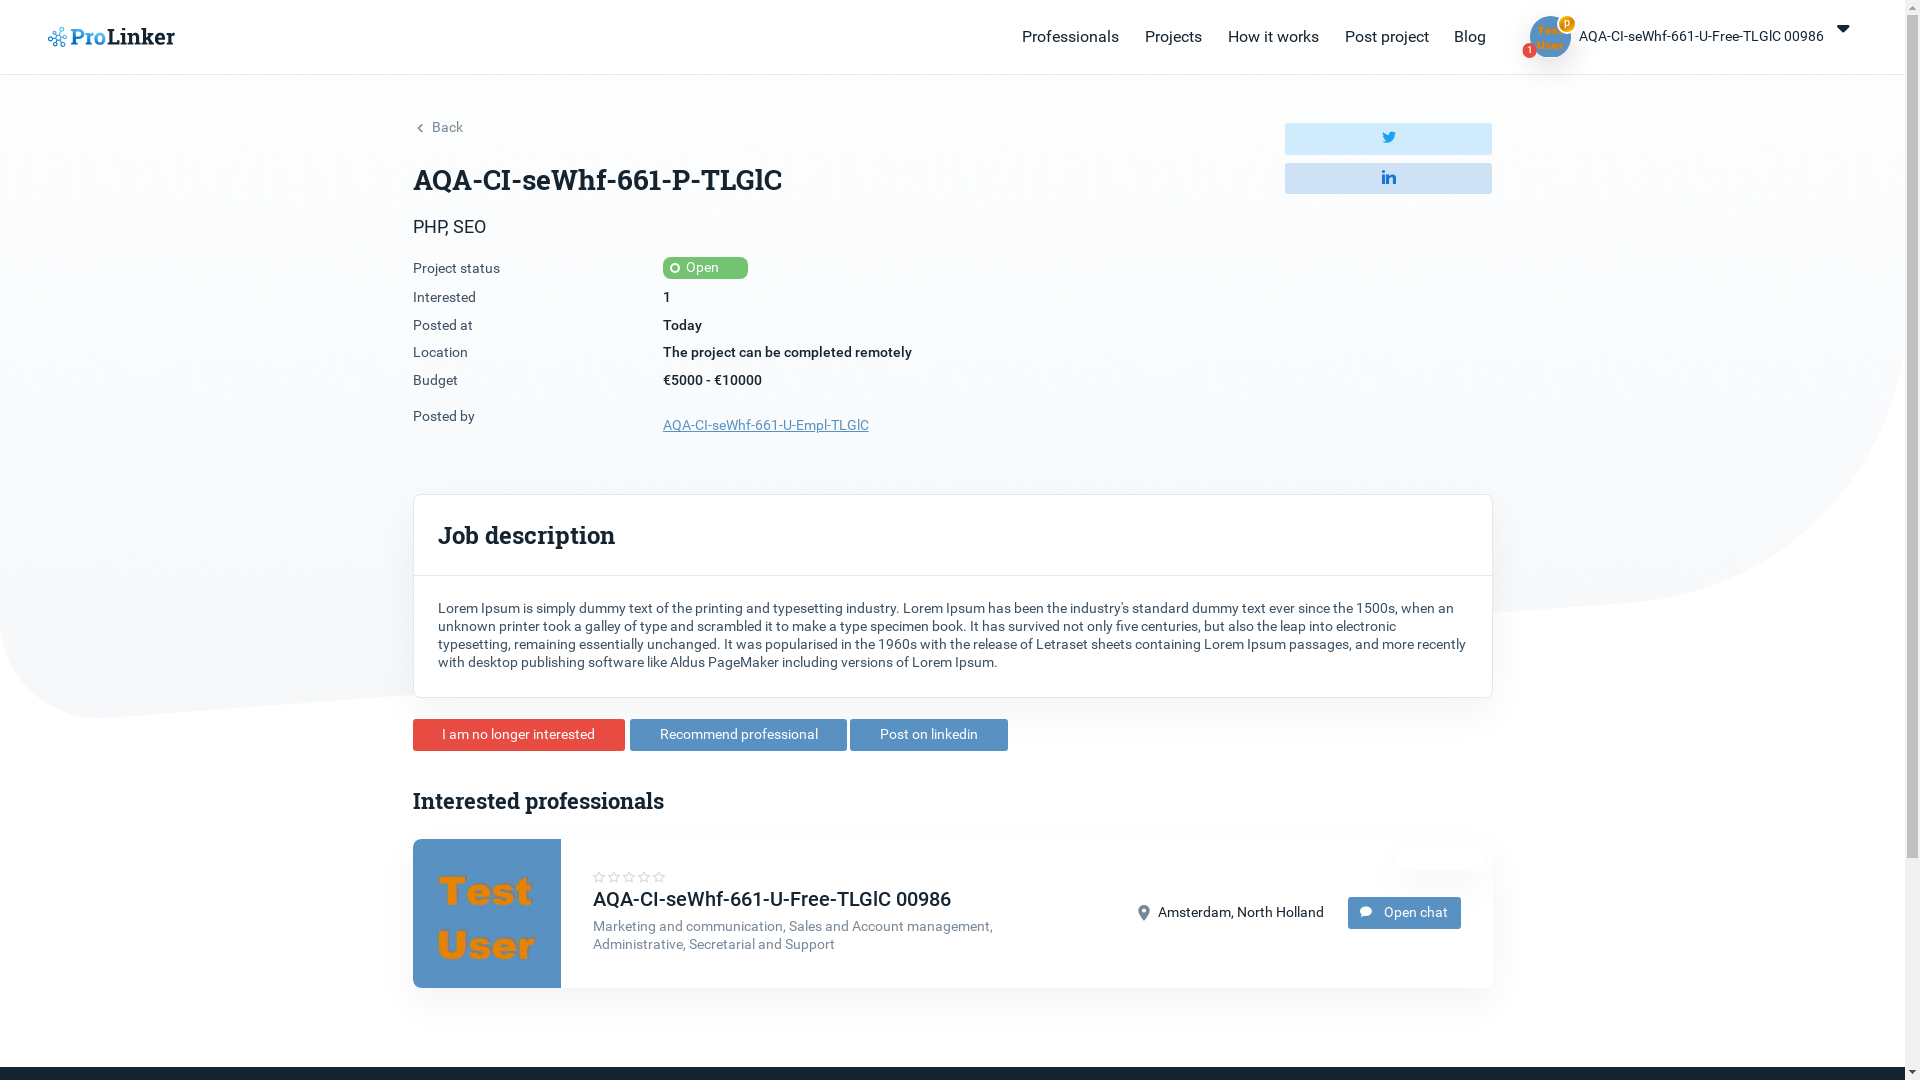 ProLinker
Professionals
Projects
How it works
Post project
Blog
Test
User
p
1
AQA-CI-seWhf-661-U-Free-TLGlC 00986
Back
AQA-CI-seWhf-661-P-TLGlC
PHP, SEO
Project status
Open
Interested
1
Posted at
Today
Location
The project can be completed remotely
Budget
€5000 - €10000
Posted by
AQA-CI-seWhf-661-U-Empl-TLGlC
in
Job description
Lorem Ipsum is simply dummy text of the printing and typesetting industry. Lorem Ipsum has been the industry's standard dummy text ever since the 1500s, when an
unknown printer took a galley of type and scrambled it to make a type specimen book. It has survived not only five centuries, but also the leap into electronic
typesetting, remaining essentially unchanged. It was popularised in the 1960s with the release of Letraset sheets containing Lorem Ipsum passages, and more recently
with desktop publishing software like Aldus PageMaker including versions of Lorem Ipsum.
I am no longer interested
Recommend professional
Post on linkedin
Interested professionals
Test
User
AQA-CI-seWhf-661-U-Free-TLGlC 00986
Marketing and communication, Sales and Account management,
Administrative, Secretarial and Support
Amsterdam, North Holland
Open chat